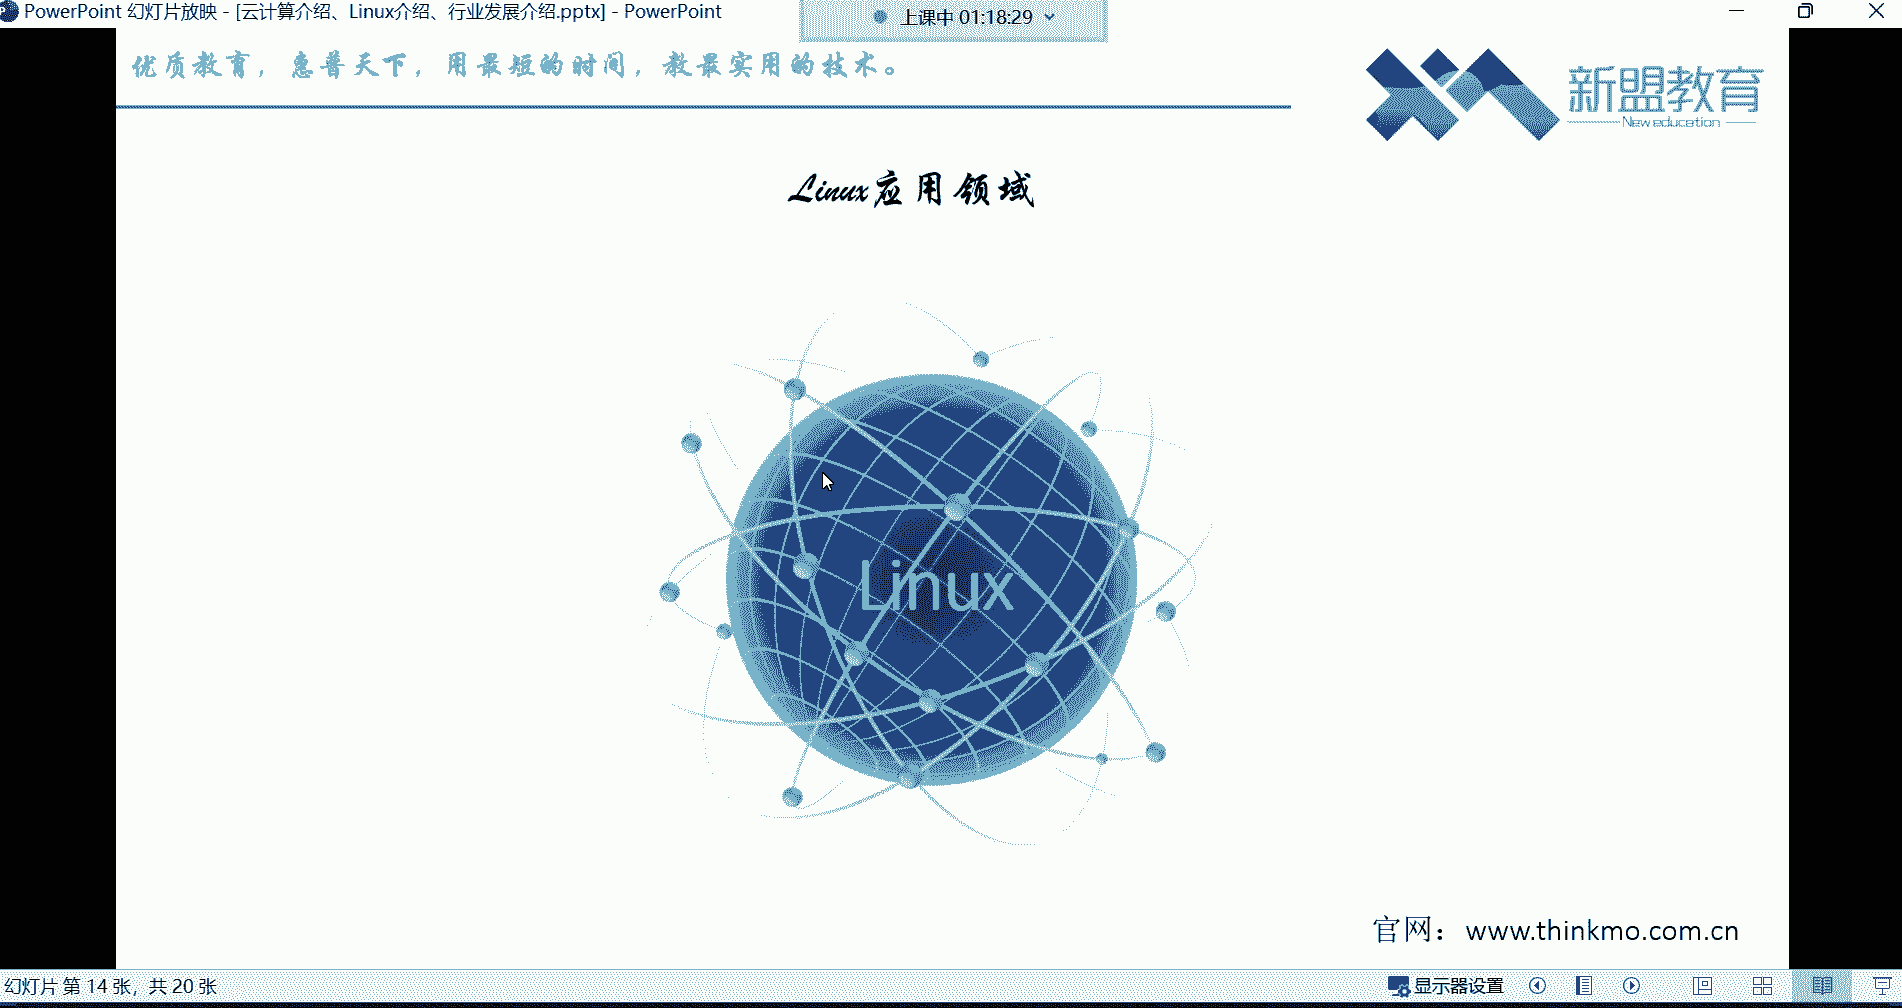 PowerPoint 幻灯片放映 - [云计算介绍、Linux介绍、行业发展介绍.pptx] - PowerPoint
上课中 01:18:29
优质教育，惠普天下，用最短的时间，教最实用的技术。
新盟教育
New education
Linux应用领域
Linux
官网：www.thinkmo.com.cn
幻灯片 第 14 张，共 20 张
显示器设置